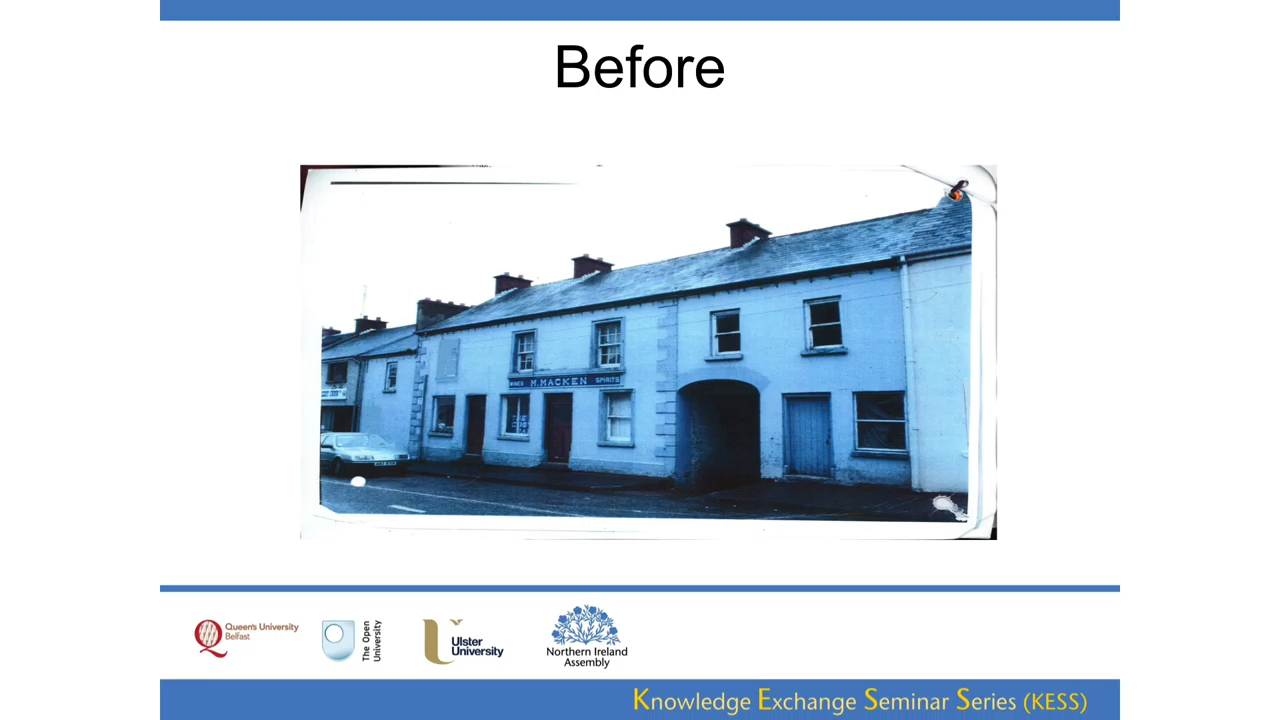 Before
WINES M. MACKEN SPIRITS
Queen's University
Belfast
The Open
University
Ulster
University
Northern Ireland
Assembly
Knowledge Exchange Seminar Series (KESS)